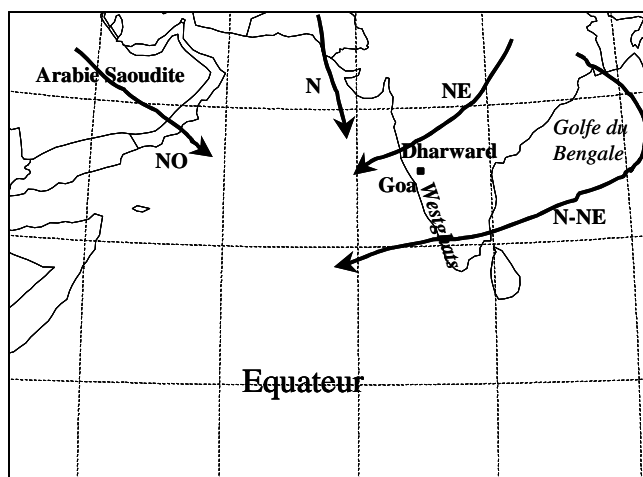 Arabie Saoudite
N
NE
NO
Golfe du
Bengale
Dharward
Goa
Westghats
N-NE
Equateur